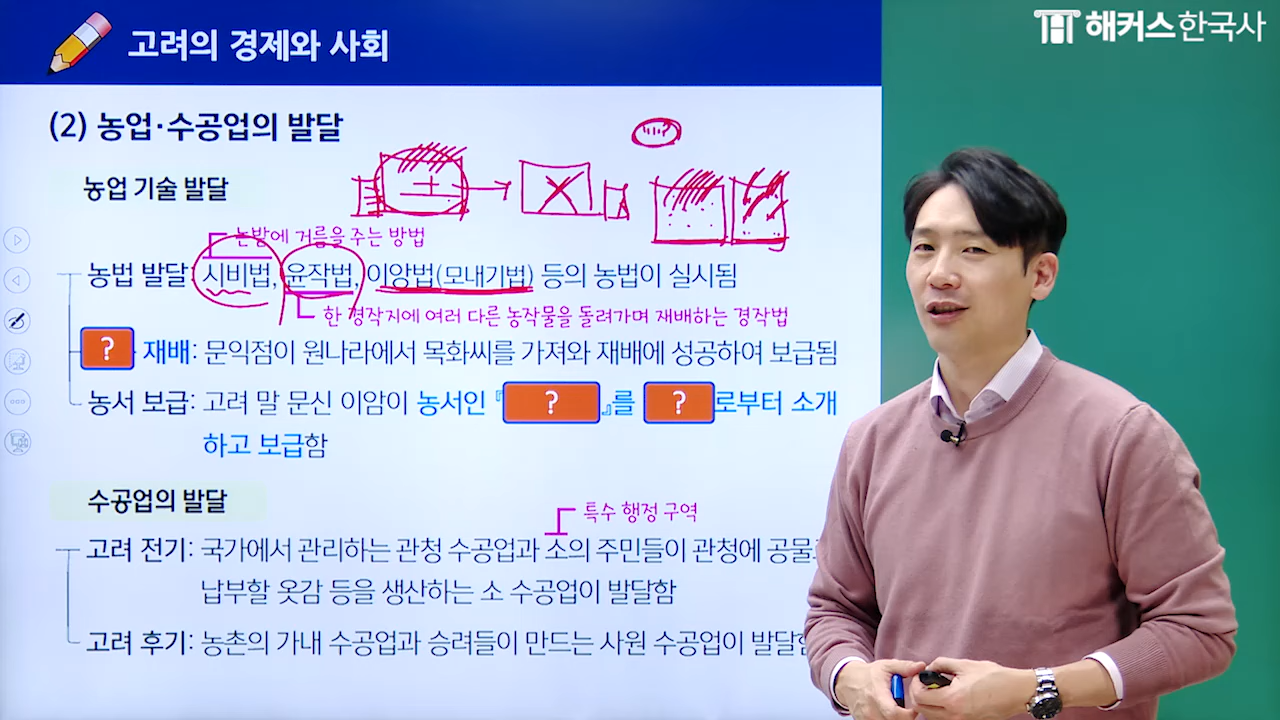 고려의 경제와 사회
해커스한국사
(2) 농업·수공업의 발달
농업 기술 발달
논밭에 거름을 주는 방법
농법 발달: 시비법, 윤작법, 이앙법(모내기법) 등의 농법이 실시됨
한 경작지에 여러 다른 농작물을 돌려가며 재배하는 경작법
? 재배: 문익점이 원나라에서 목화씨를 가져와 재배에 성공하여 보급됨
농서 보급: 고려 말 문신 이암이 농서인 『 ? 』를 ? 로부터 소개
하고 보급함
수공업의 발달
특수 행정 구역
고려 전기: 국가에서 관리하는 관청 수공업과 소의 주민들이 관청에 공물
납부할 옷감 등을 생산하는 소 수공업이 발달함
고려 후기: 농촌의 가내 수공업과 승려들이 만드는 사원 수공업이 발달